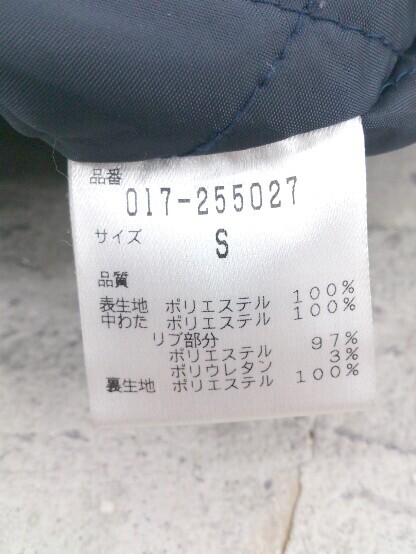 品番
017-255027
サイズ S
品質
表生地 ポリエステル 100%
中わた ポリエステル 100%
リブ部分
ポリエステル 97%
ポリウレタン 3%
裏生地 ポリエステル 100%